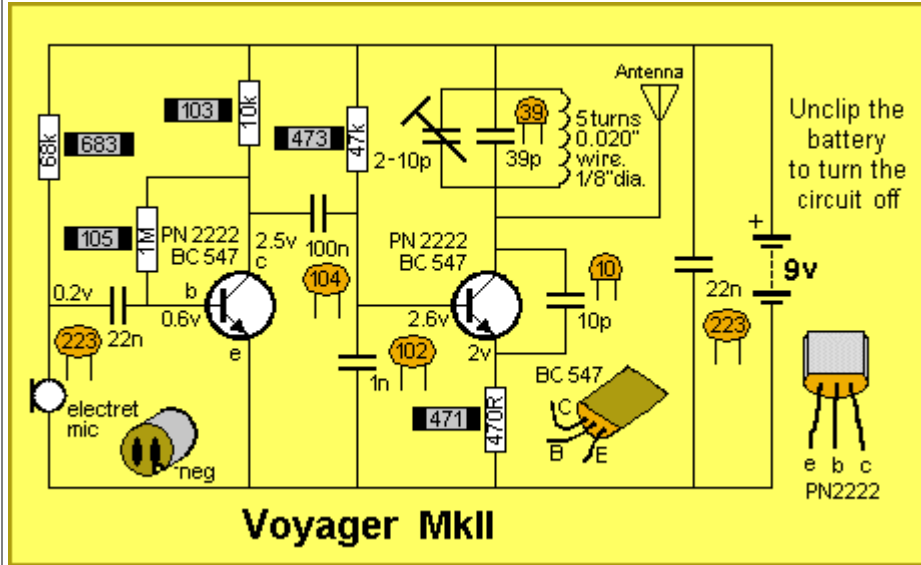 Antenna
103
10k
68k
683
473
47k
2-10p
39
39p
5 turns
0.020"
wire.
1/8"dia.
Unclip the
battery
to turn the
circuit off
105
1M
PN 2222
BC 547
2.5v
c
100n
104
PN 2222
BC 547
+
9v
0.2v
b
0.6v
22n
223
e
2.6v
2v
10
10p
22n
223
102
1n
electret
mic
neg
471
470R
BC 547
C
B
E
e b c
PN2222
Voyager MkII